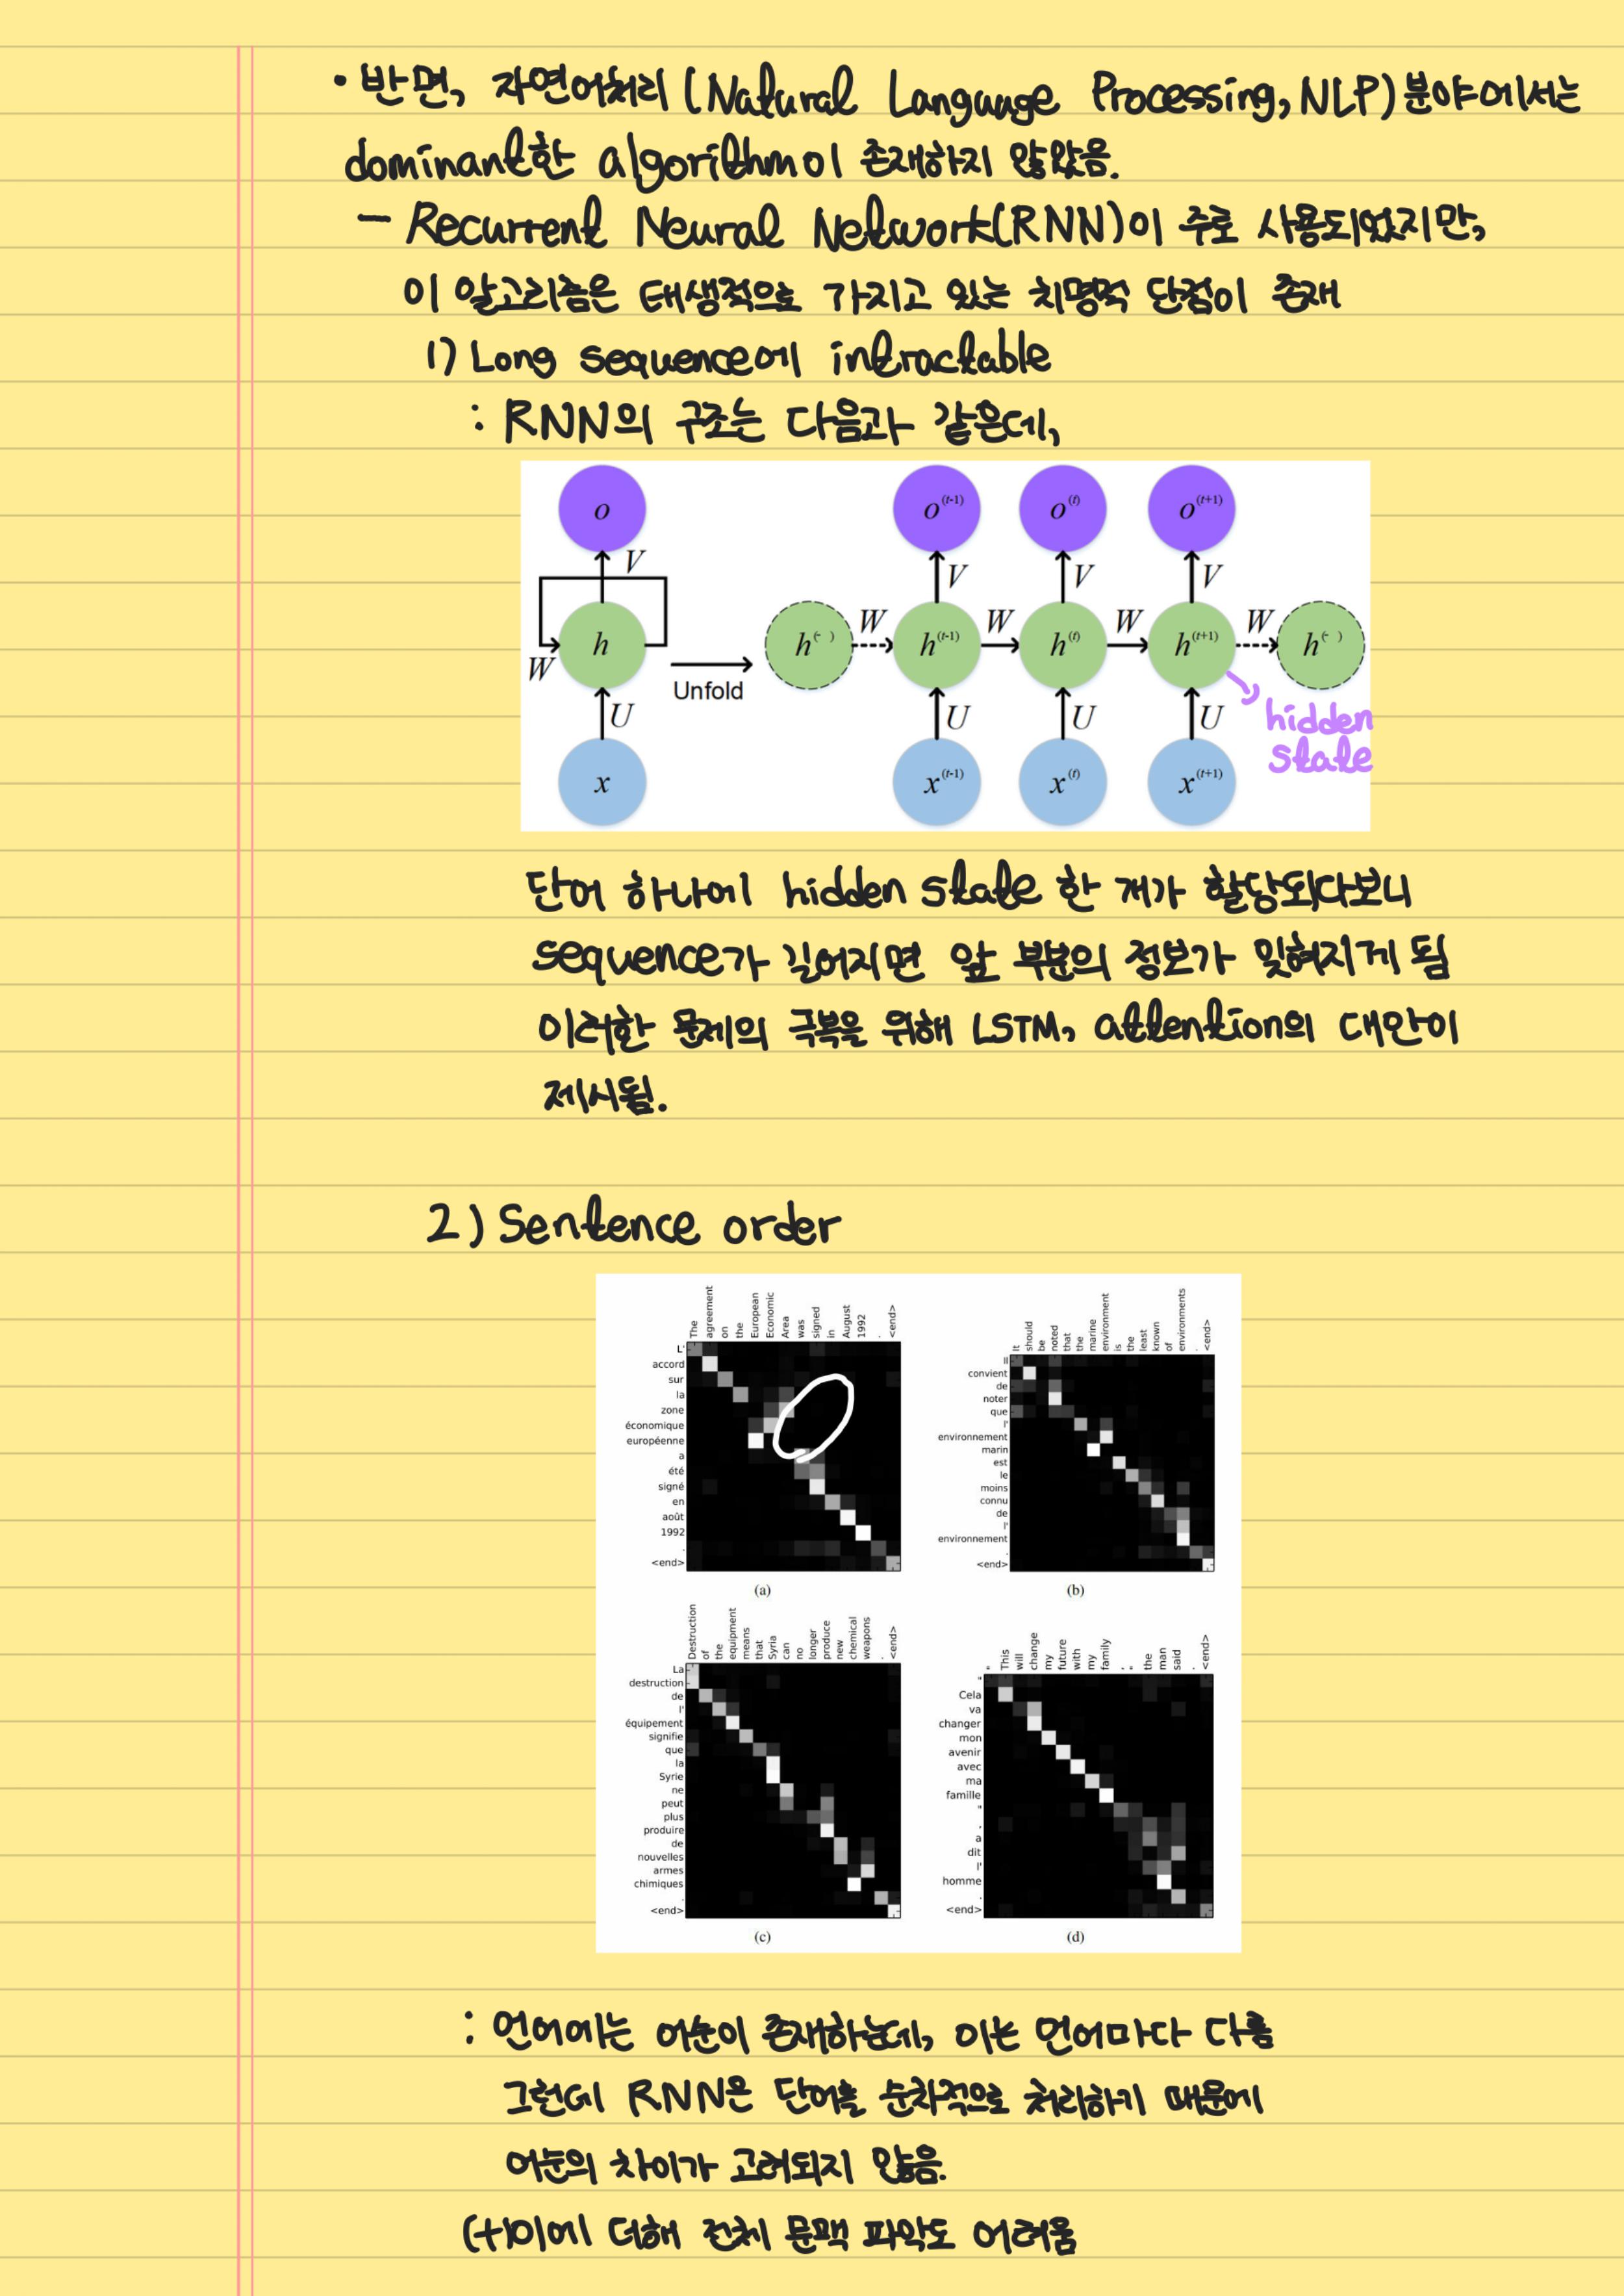 • 반면, 자연어처리 (Natural Language Processing, NLP) 분야에서는
dominant한 algorithm이 존재하지 않았음.
— Recurrent Neural Network(RNN)이 주로 사용되었지만,
이 알고리즘은 태생적으로 가지고 있는 치명적 단점이 존재
1) Long sequence에 intractable
: RNN의 구조는 다음과 같은데,
o o(t-1) o(t) o(t+1)
V V V V
W W W W
h h(- ) h(t-1) h(t) h(t+1) h(- )
W
Unfold
U U U U
hidden
state
x x(t-1) x(t) x(t+1)
단어 하나에 hidden state 한 개가 할당되다보니
sequence가 길어지면 앞 부분의 정보가 잊혀지게 됨
이러한 문제의 극복을 위해 LSTM, attention의 대안이
제시됨.
2) Sentence order
The agreement on the European Economic Area was signed in August 1992 . <end>
L'
accord
sur
la
zone
économique
européenne
a
été
signé
en
août
1992
.
<end>
(a)
It should be noted that the marine environment is the least known of environments . <end>
Il
convient
de
noter
que
l'
environnement
marin
est
le
moins
connu
de
l'
environnement
.
<end>
(b)
Destruction of the equipment means that Syria can no longer produce new chemical weapons . <end>
La
destruction
de
l'
équipement
signifie
que
la
Syrie
ne
peut
plus
produire
de
nouvelles
armes
chimiques
.
<end>
(c)
" This will change my future with my family , " the man said . <end>
"
Cela
va
changer
mon
avenir
avec
ma
famille
"
,
a
dit
l'
homme
.
<end>
(d)
: 언어에는 어순이 존재하는데, 이는 언어마다 다름
그런데 RNN은 단어를 순차적으로 처리하기 때문에
어순의 차이가 고려되지 않음.
(+)이에 더해 전체 문맥 파악도 어려움